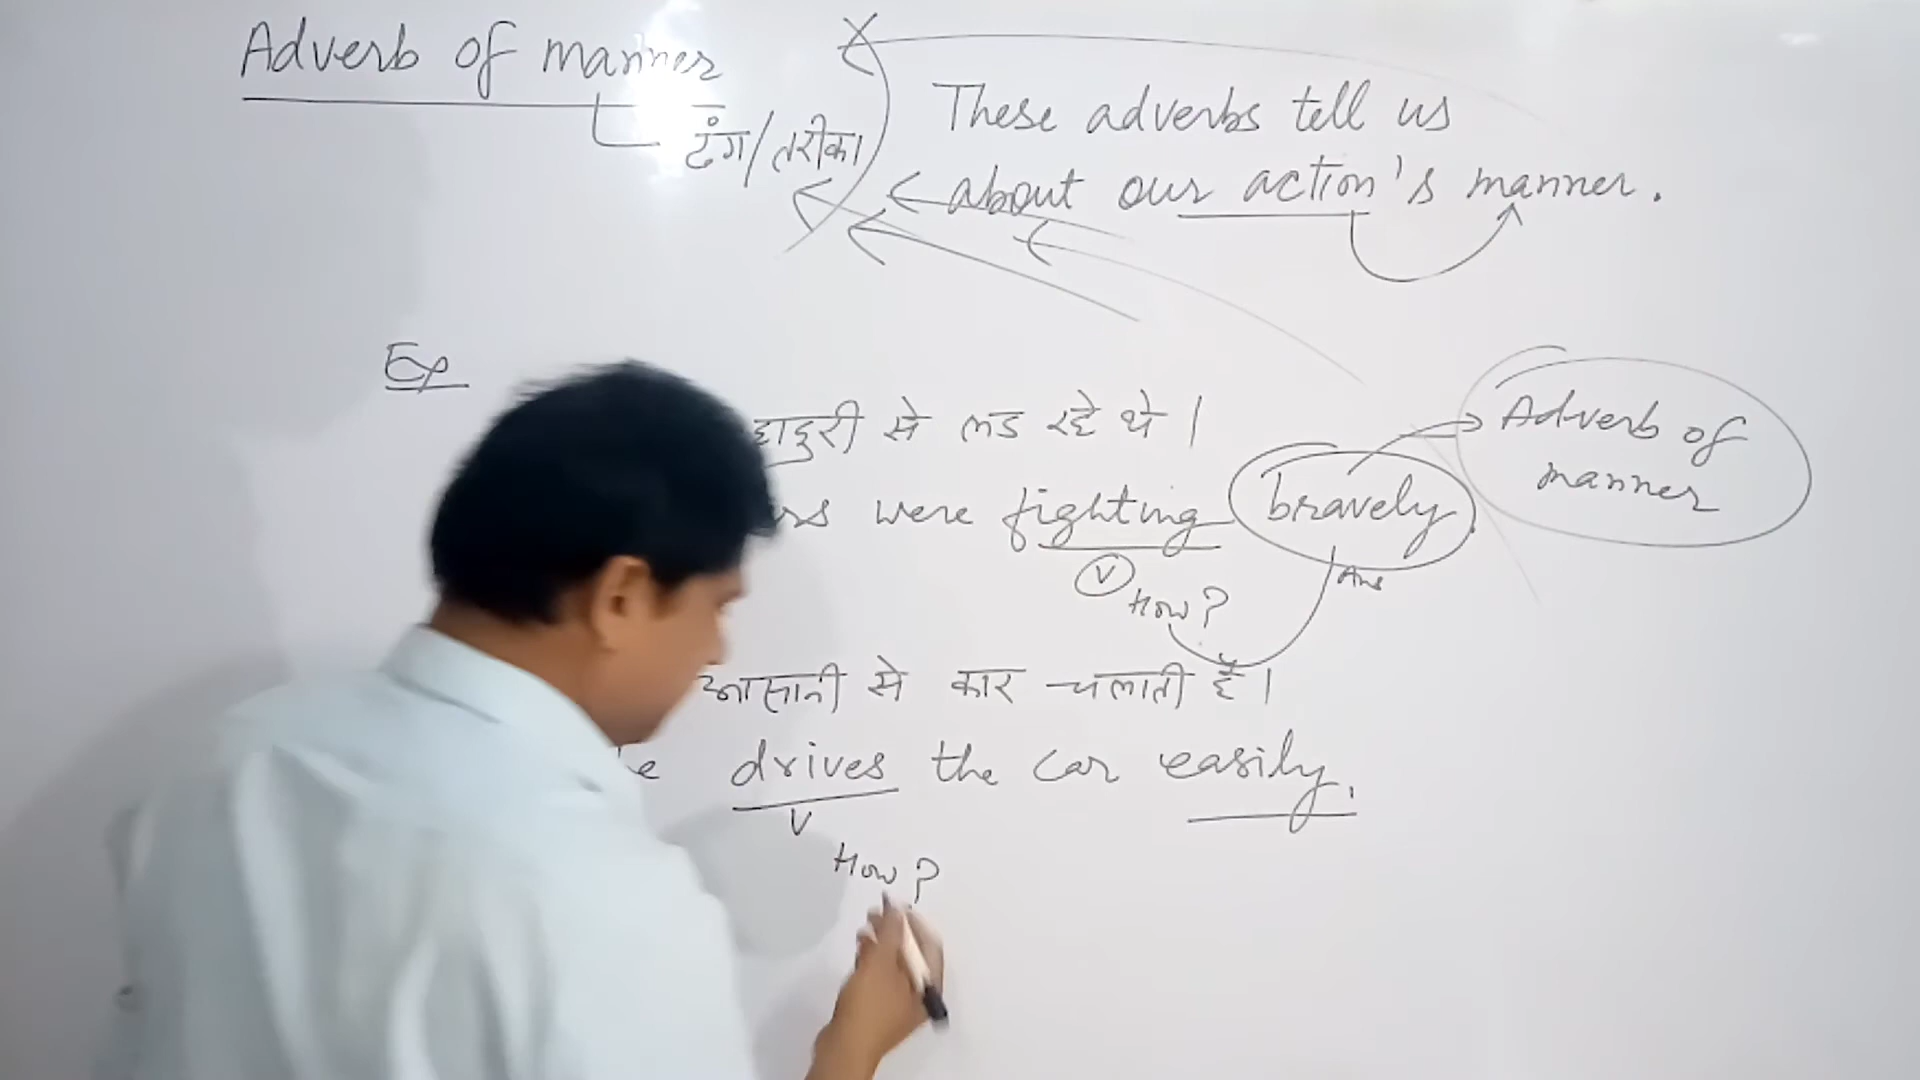 Adverb of manner
ढंग/तरीका
These adverbs tell us
about our action's manner.
Ex
से लड रहे थे।
were fighting bravely
Adverb of
manner
V
How?
Ans
आसानी से कार चलाती है।
drives the car easily.
V
How?